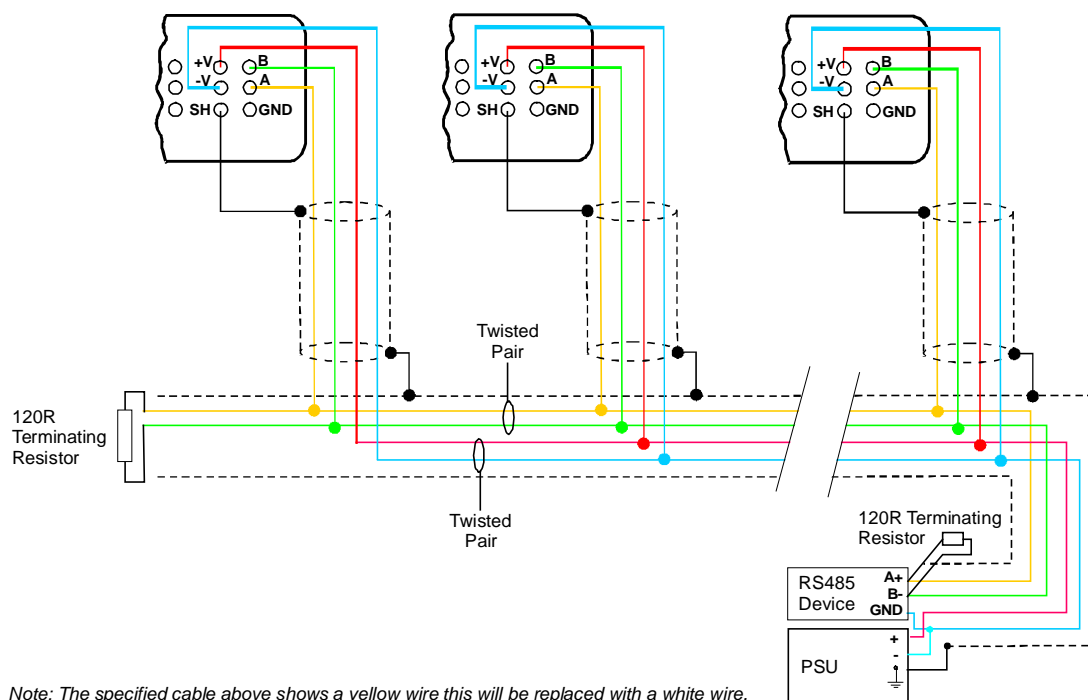 +V B
-V A
SH GND
+V B
-V A
SH GND
+V B
-V A
SH GND
Twisted
Pair
120R
Terminating
Resistor
Twisted
Pair
120R Terminating
Resistor
RS485
Device
A+
B-
GND
PSU
+
-
Note: The specified cable above shows a yellow wire this will be replaced with a white wire.